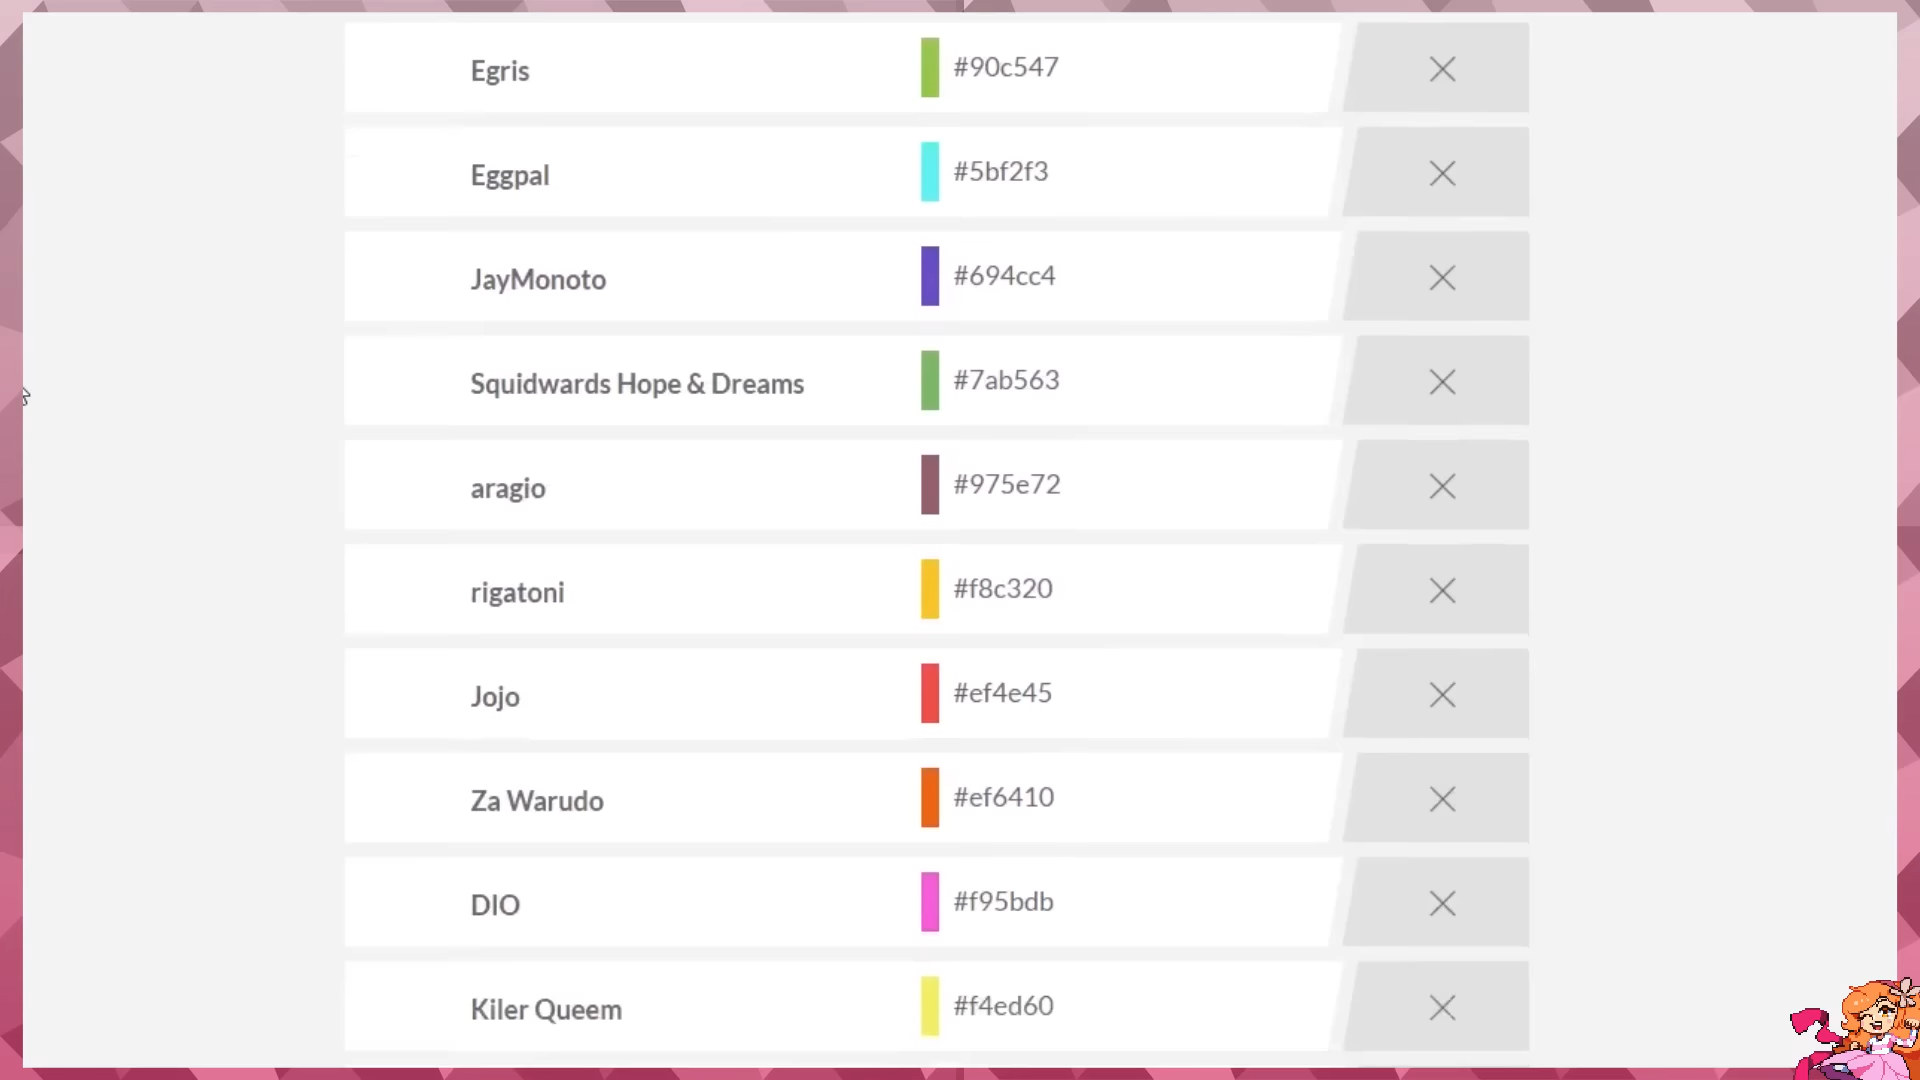 Egris #90c547
Eggpal #5bf2f3
JayMonoto #694cc4
Squidwards Hope & Dreams #7ab563
aragio #975e72
rigatoni #f8c320
Jojo #ef4e45
Za Warudo #ef6410
DIO #f95bdb
Kiler Queem #f4ed60